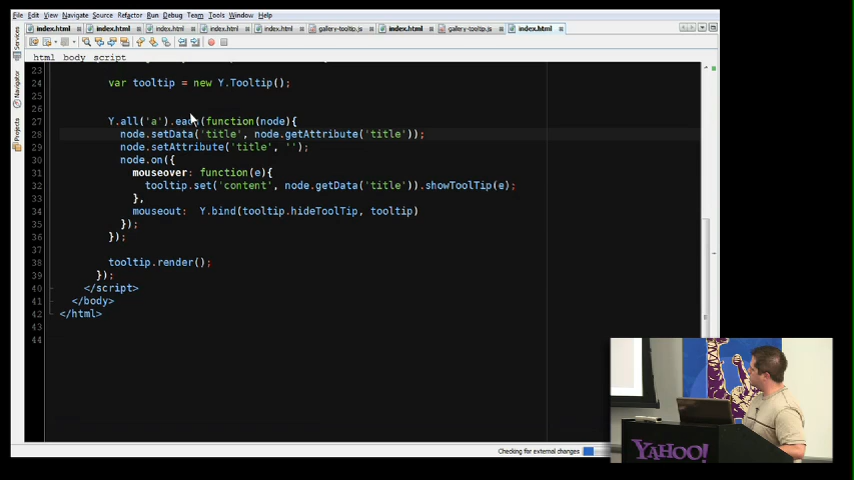 File Edit View Navigate Source Refactor Run Debug Team Tools Window Help
index.html index.html index.html index.html index.html gallery-tooltip.js index.html gallery-tooltip.js index.html
html body script
Services
Navigator
Projects
23
24 var tooltip = new Y.Tooltip();
25
26
27 Y.all('a').each(function(node){
28 node.setData('title', node.getAttribute('title'));
29 node.setAttribute('title', '');
30 node.on({
31 mouseover: function(e){
32 tooltip.set('content', node.getData('title')).showToolTip(e);
33 },
34 mouseout: Y.bind(tooltip.hideToolTip, tooltip)
35 });
36 });
37
38 tooltip.render();
39 });
40 </script>
41 </body>
42 </html>
43
44
Checking for external changes
YAHOO!